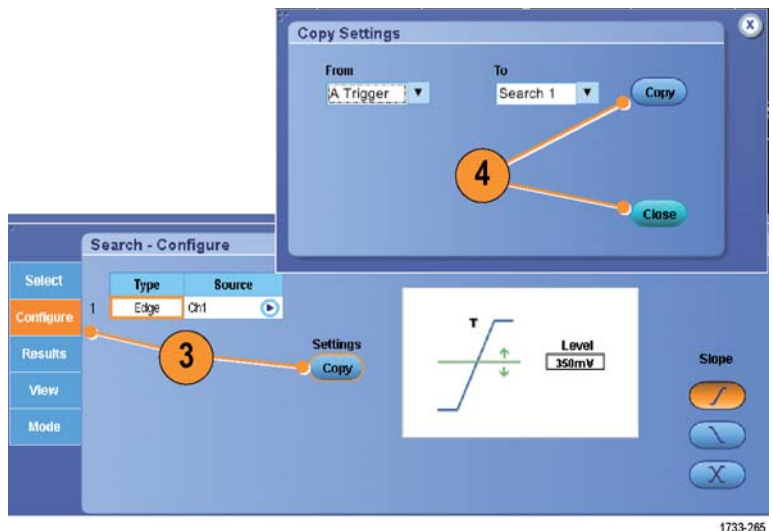 Copy Settings
X
From
To
A Trigger
Search 1
Copy
4
Close
Search - Configure
Select
Configure
Results
View
Mode
Type
Source
1
Edge
Ch1
3
Settings
Copy
T
Level
350mV
Slope
1733-265